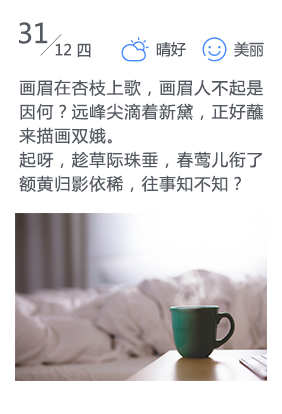 31/12 四 晴好 美丽
画眉在杏枝上歌，画眉人不起是
因何？远峰尖滴着新黛，正好蘸
来描画双娥。
起呀，趁草际珠垂，春莺儿衔了
额黄归影依稀，往事知不知？